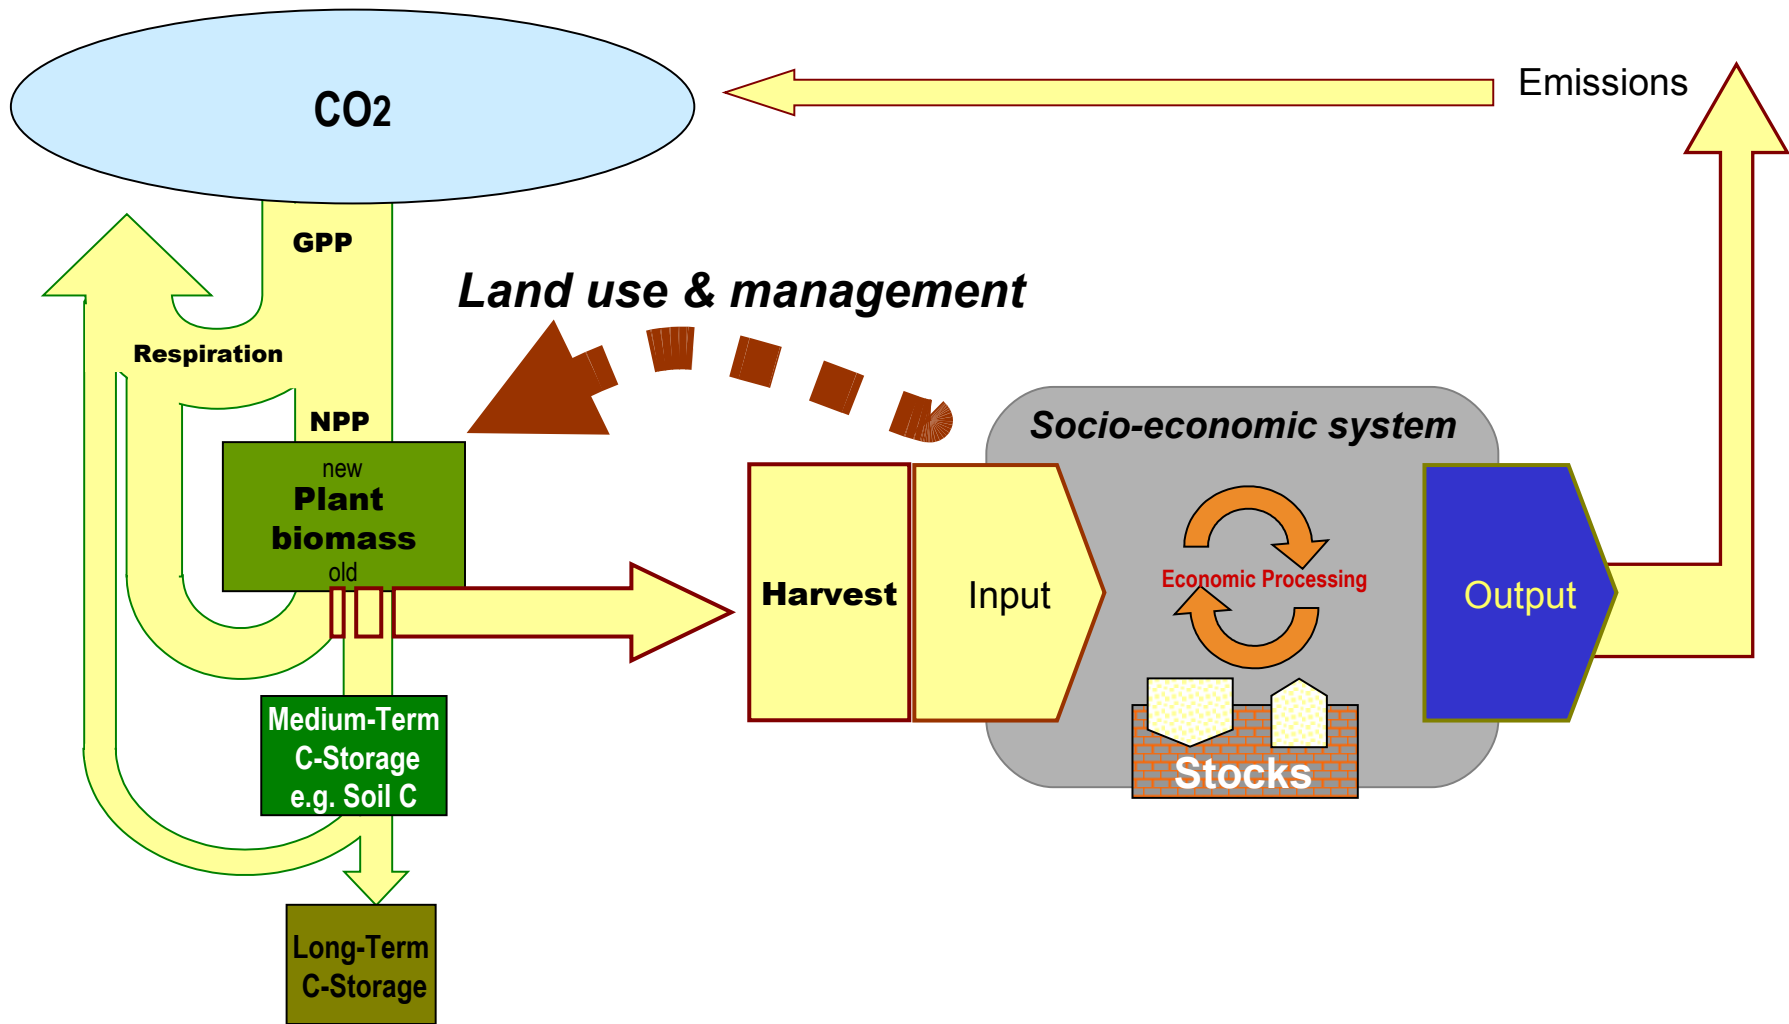 CO2
Emissions
GPP
Land use & management
Respiration
NPP
new
Plant
biomass
old
Socio-economic system
Harvest
Input
Economic Processing
Output
Stocks
Medium-Term
C-Storage
e.g. Soil C
Long-Term
C-Storage